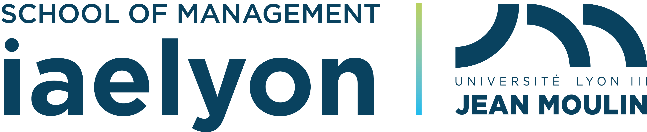 SCHOOL OF MANAGEMENT
iaelyon
UNIVERSITÉ LYON III
JEAN MOULIN